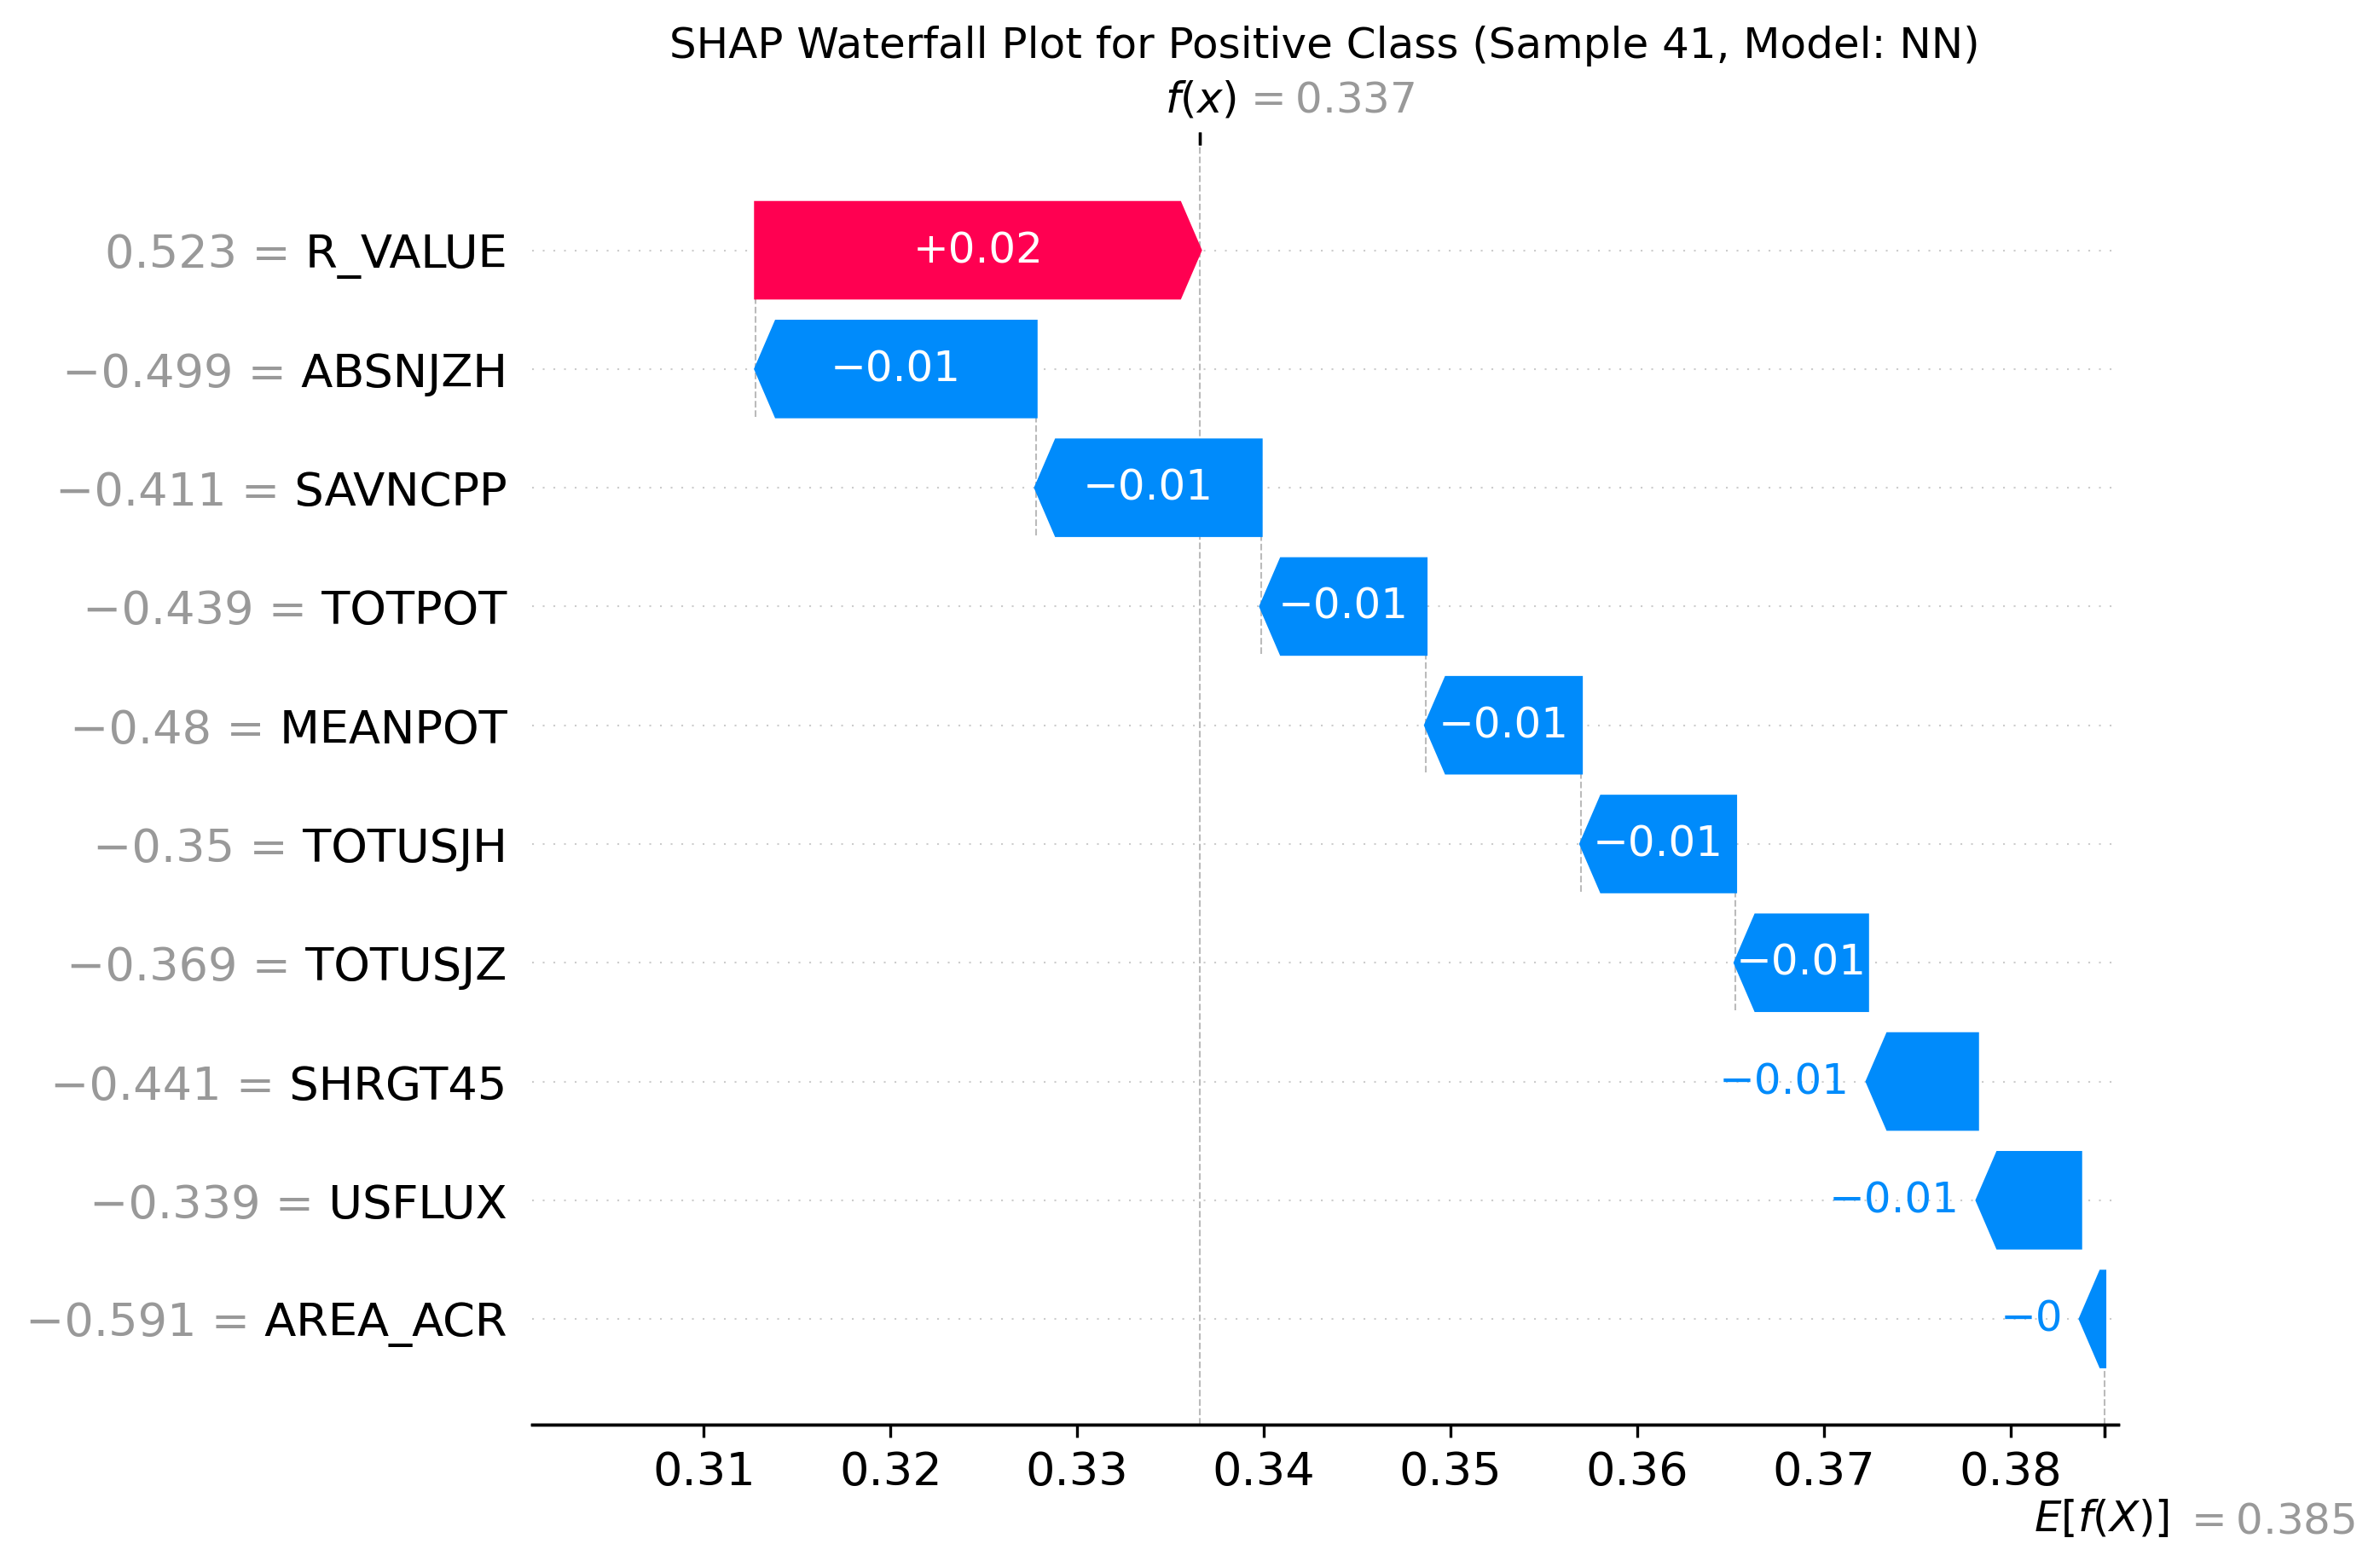 SHAP Waterfall Plot for Positive Class (Sample 41, Model: NN)
f(x) = 0.337
0.523 = R_VALUE +0.02
−0.499 = ABSNJZH −0.01
−0.411 = SAVNCPP −0.01
−0.439 = TOTPOT −0.01
−0.48 = MEANPOT −0.01
−0.35 = TOTUSJH −0.01
−0.369 = TOTUSJZ −0.01
−0.441 = SHRGT45 −0.01
−0.339 = USFLUX −0.01
−0.591 = AREA_ACR −0
0.31 0.32 0.33 0.34 0.35 0.36 0.37 0.38
E[f(X)] = 0.385